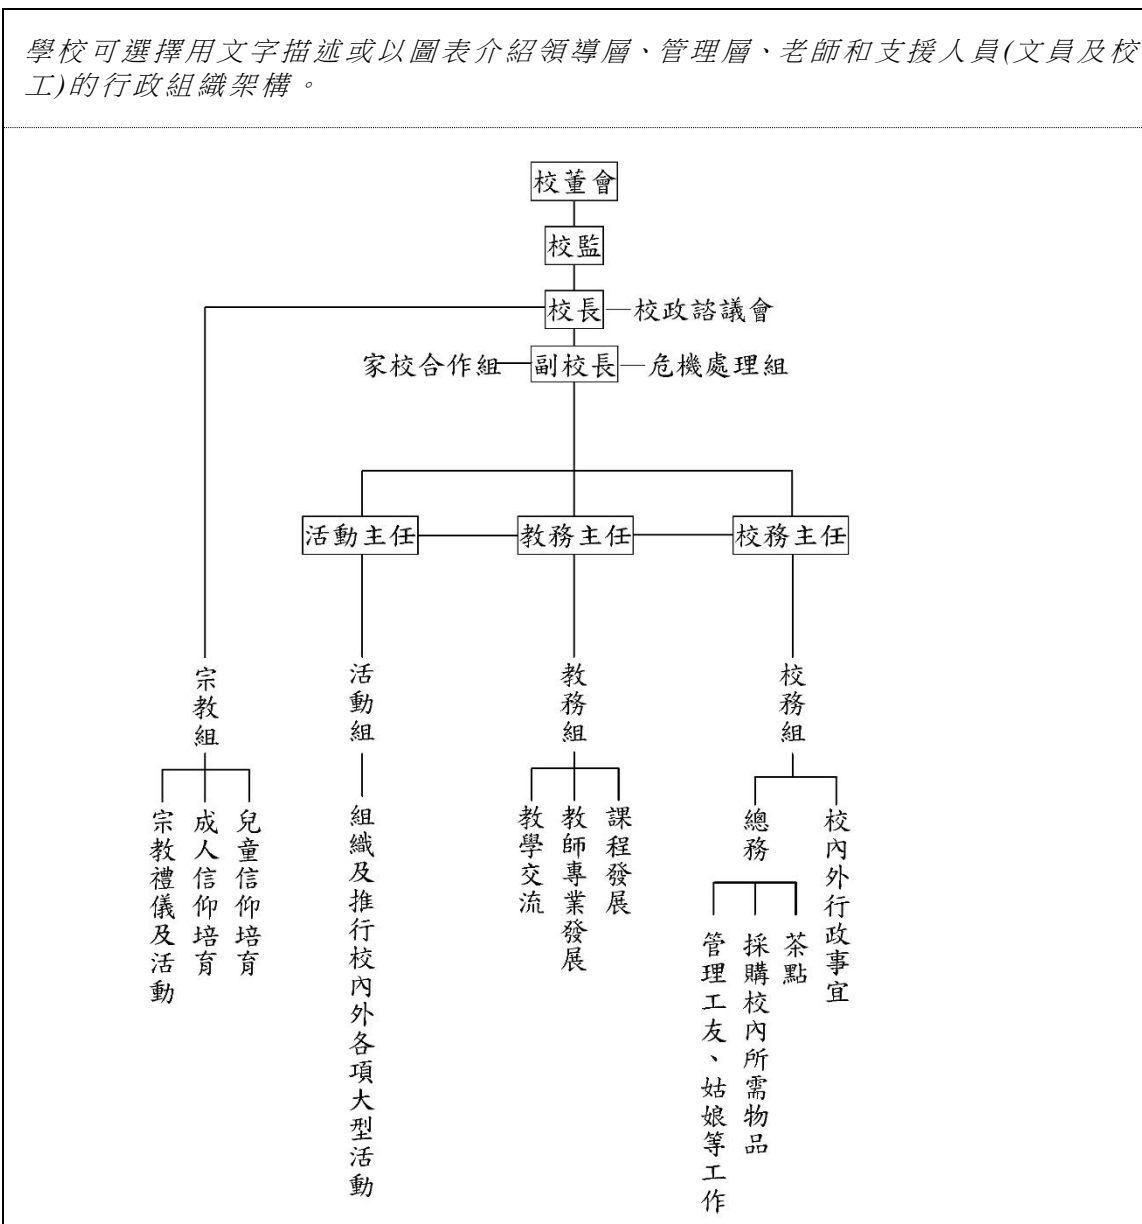 學校可選擇用文字描述或以圖表介紹領導層、管理層、老師和支援人員(文員及校
工)的行政組織架構。
校董會
校監
校長
校政諮議會
家校合作組
副校長
危機處理組
活動主任
教務主任
校務主任
宗教組
活動組
教務組
校務組
宗教禮儀及活動
成人信仰培育
兒童信仰培育
組織及推行校內外各項大型活動
教學交流
教師專業發展
課程發展
總務
校內外行政事宜
管理工友、姑娘等工作
採購校內所需物品
茶點